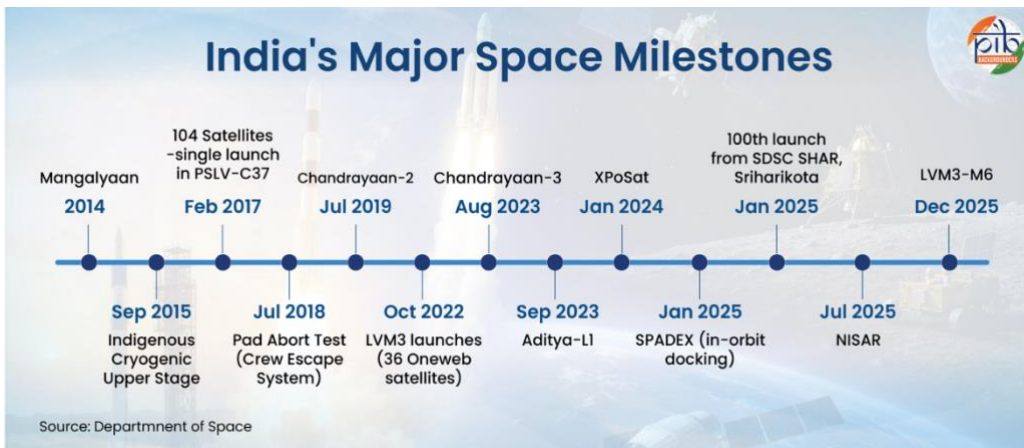 India's Major Space Milestones
pib
BACKGROUNDERS
Mangalyaan
2014
Sep 2015
Indigenous
Cryogenic
Upper Stage
104 Satellites
-single launch
in PSLV-C37
Feb 2017
Jul 2018
Pad Abort Test
(Crew Escape
System)
Chandrayaan-2
Jul 2019
Oct 2022
LVM3 launches
(36 Oneweb
satellites)
Chandrayaan-3
Aug 2023
Sep 2023
Aditya-L1
XPoSat
Jan 2024
Jan 2025
SPADEX (in-orbit
docking)
100th launch
from SDSC SHAR,
Sriharikota
Jan 2025
Jul 2025
NISAR
LVM3-M6
Dec 2025
Source: Departmnent of Space